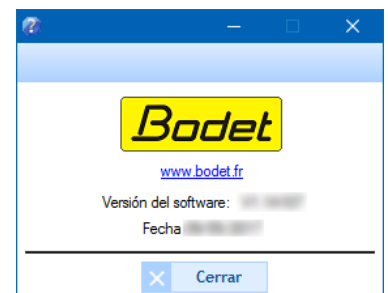 Bodet
www.bodet.fr
Versión del software:
Fecha
Cerrar